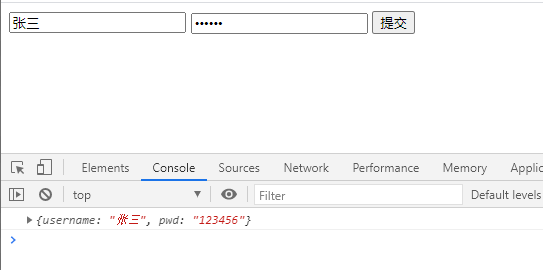 张三 •••••• 提交
Elements Console Sources Network Performance Memory Applic
top Filter Default levels
{username: "张三", pwd: "123456"}